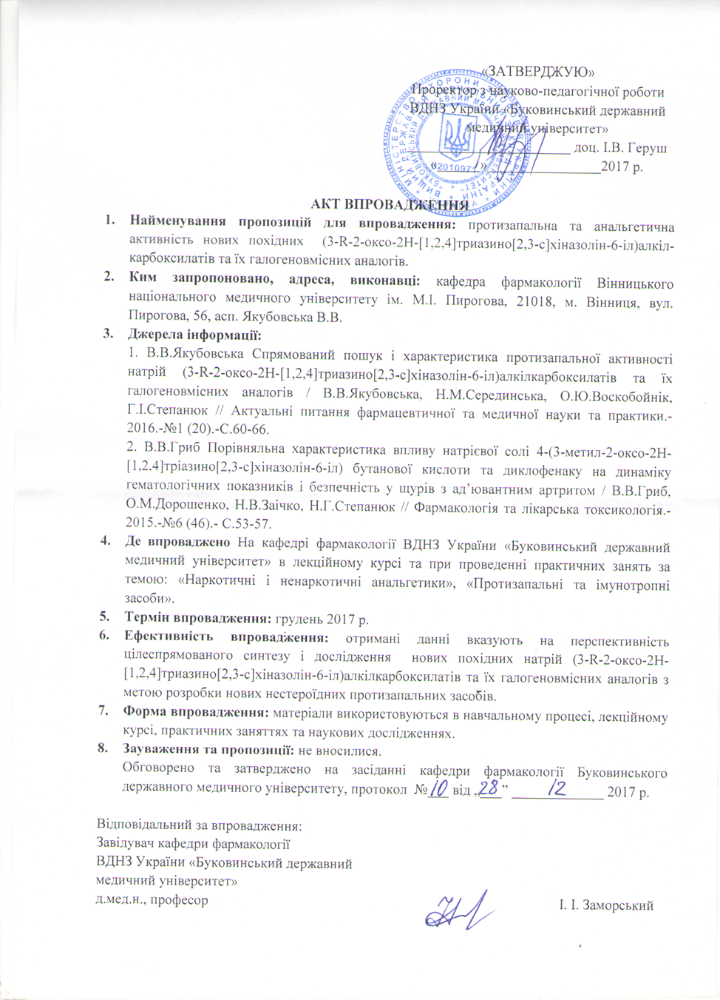 «ЗАТВЕРДЖУЮ»
Проректор з науково-педагогічної роботи
ВДНЗ України «Буковинський державний
медичний університет»
доц. І.В. Геруш
«______»________________2017 р.
АКТ ВПРОВАДЖЕННЯ
1. Найменування пропозицій для впровадження: протизапальна та анальгетична
активність нових похідних (3-R-2-оксо-2Н-[1,2,4]триазино[2,3-с]хіназолін-6-іл)алкіл-
карбоксилатів та їх галогеновмісних аналогів.
2. Ким запропоновано, адреса, виконавці: кафедра фармакології Вінницького
національного медичного університету ім. М.І. Пирогова, 21018, м. Вінниця, вул.
Пирогова, 56, асп. Якубовська В.В.
3. Джерела інформації:
1. В.В.Якубовська Спрямований пошук і характеристика протизапальної активності
натрій (3-R-2-оксо-2Н-[1,2,4]триазино[2,3-с]хіназолін-6-іл)алкілкарбоксилатів та їх
галогеновмісних аналогів / В.В.Якубовська, Н.М.Серединська, О.Ю.Воскобойнік,
Г.І.Степанюк // Актуальні питання фармацевтичної та медичної науки та практики.-
2016.-№1 (20).-С.60-66.
2. В.В.Гриб Порівняльна характеристика впливу натрієвої солі 4-(3-метил-2-оксо-2Н-
[1,2,4]тріазино[2,3-с]хіназолін-6-іл) бутанової кислоти та диклофенаку на динаміку
гематологічних показників і безпечність у щурів з ад’ювантним артритом / В.В.Гриб,
О.М.Дорошенко, Н.В.Заічко, Н.Г.Степанюк // Фармакологія та лікарська токсикологія.-
2015.-№6 (46).- С.53-57.
4. Де впроваджено На кафедрі фармакології ВДНЗ України «Буковинський державний
медичний університет» в лекційному курсі та при проведенні практичних занять за
темою: «Наркотичні і ненаркотичні анальгетики», «Протизапальні та імунотропні
засоби».
5. Термін впровадження: грудень 2017 р.
6. Ефективність впровадження: отримані данні вказують на перспективність
цілеспрямованого синтезу і дослідження нових похідних натрій (3-R-2-оксо-2Н-
[1,2,4]триазино[2,3-с]хіназолін-6-іл)алкілкарбоксилатів та їх галогеновмісних аналогів з
метою розробки нових нестероїдних протизапальних засобів.
7. Форма впровадження: матеріали використовуються в навчальному процесі, лекційному
курсі, практичних заняттях та наукових дослідженнях.
8. Зауваження та пропозиції: не вносилися.
Обговорено та затверджено на засіданні кафедри фармакології Буковинського
державного медичного університету, протокол № 10 від „28” 12 2017 р.
Відповідальний за впровадження:
Завідувач кафедри фармакології
ВДНЗ України «Буковинський державний
медичний університет»
д.мед.н., професор
І. І. Заморський